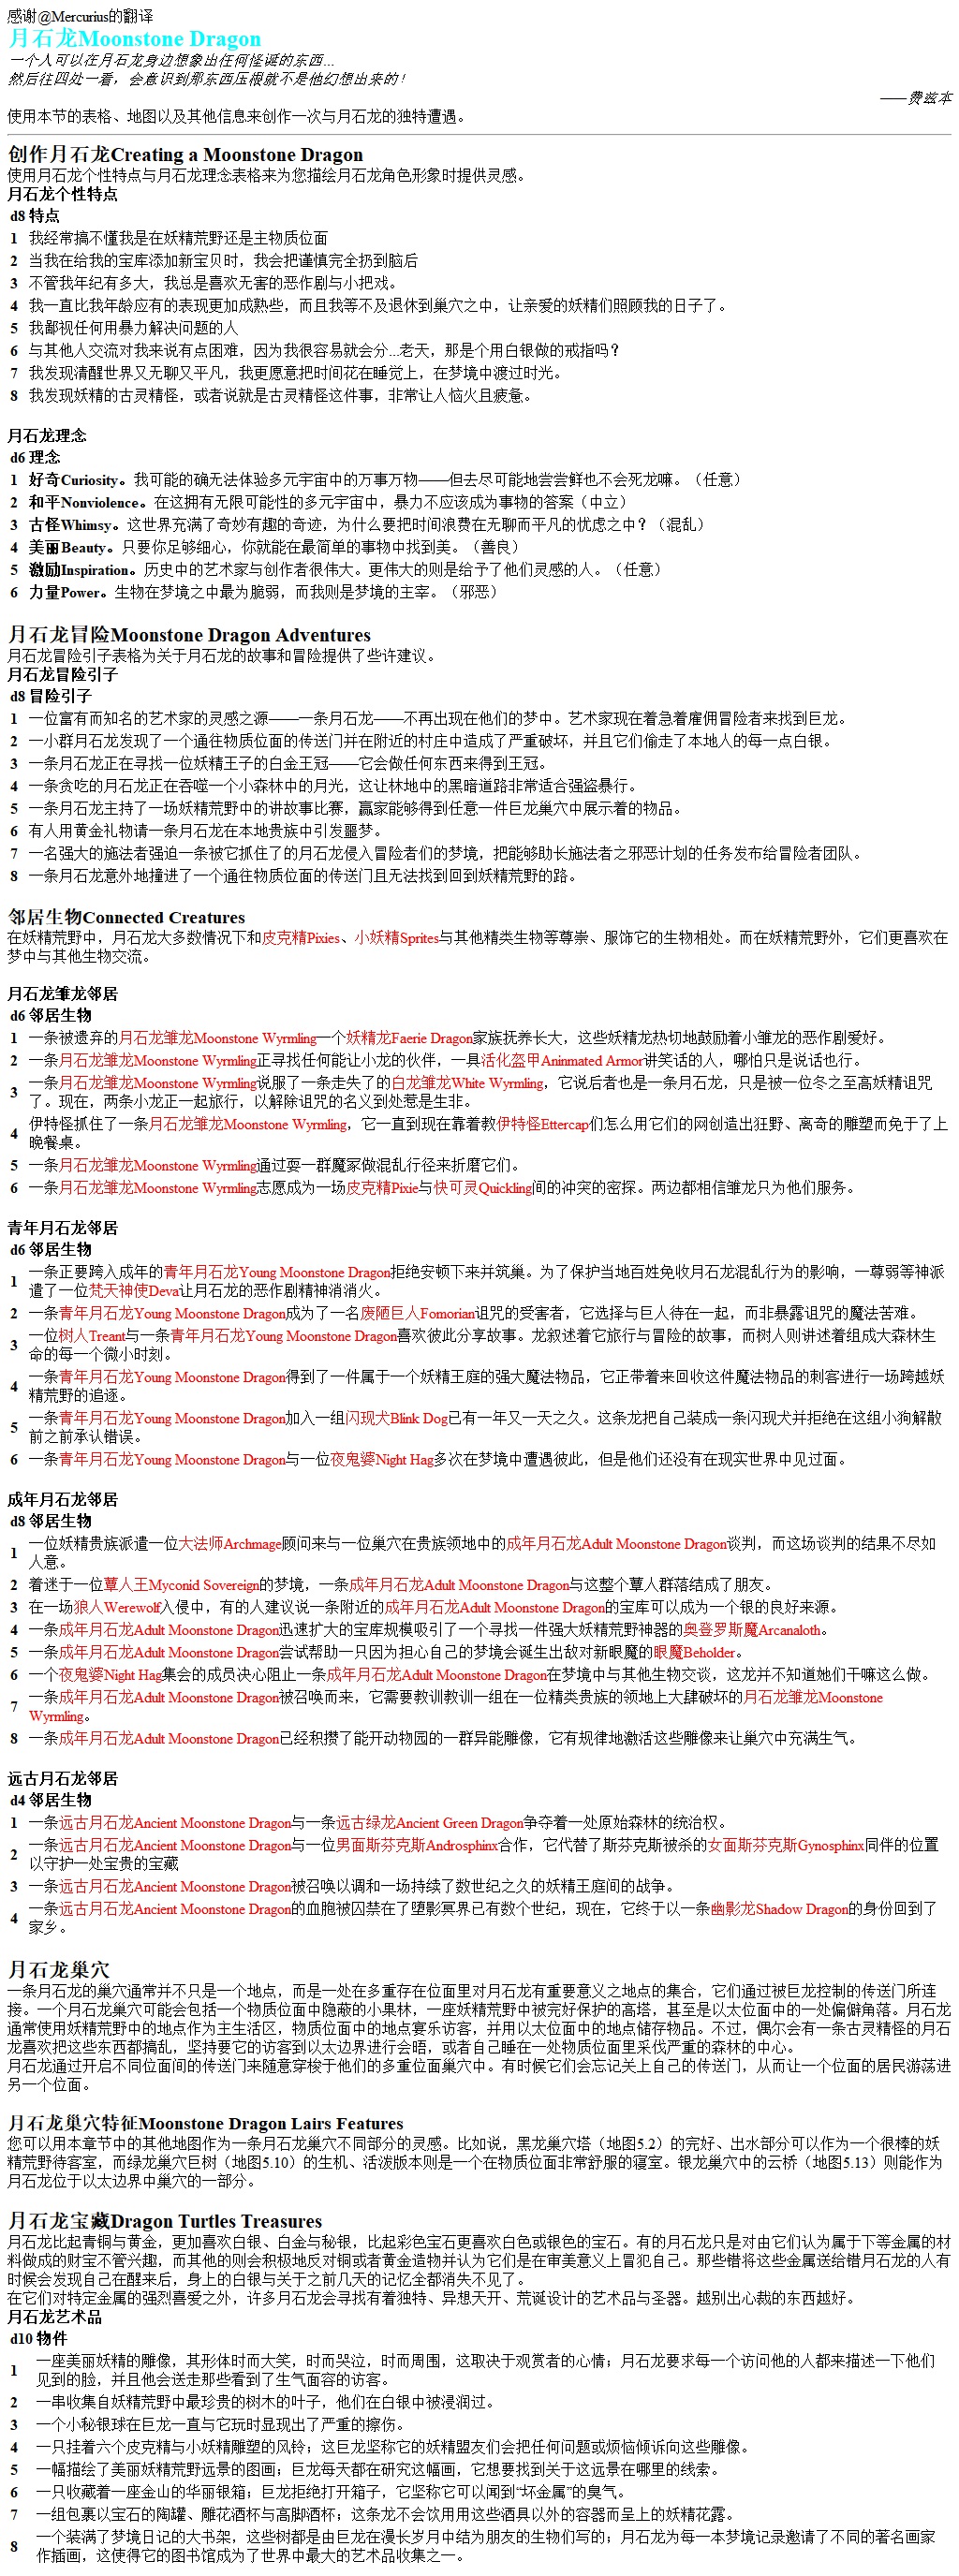 感谢@Mercurius的翻译
月石龙Moonstone Dragon
一个人可以在月石龙身边想象出任何怪诞的东西...
然后往四处一看，会意识到那东西压根就不是他幻想出来的！
——费兹本
使用本节的表格、地图以及其他信息来创作一次与月石龙的独特遭遇。
创作月石龙Creating a Moonstone Dragon
使用月石龙个性特点与月石龙理念表格来为您描绘月石龙角色形象时提供灵感。
月石龙个性特点
d8 特点
1 我经常搞不懂我是在妖精荒野还是主物质位面
2 当我在给我的宝库添加新宝贝时，我会把谨慎完全扔到脑后
3 不管我年纪有多大，我总是喜欢无害的恶作剧与小把戏。
4 我一直比我年龄应有的表现更加成熟些，而且我等不及退休到巢穴之中，让亲爱的妖精们照顾我的日子了。
5 我鄙视任何用暴力解决问题的人
6 与其他人交流对我来说有点困难，因为我很容易就会分...老天，那是个用白银做的戒指吗？
7 我发现清醒世界又无聊又平凡，我更愿意把时间花在睡觉上，在梦境中渡过时光。
8 我发现妖精的古灵精怪，或者说就是古灵精怪这件事，非常让人恼火且疲惫。
月石龙理念
d6 理念
1 好奇Curiosity。我可能的确无法体验多元宇宙中的万事万物——但去尽可能地尝尝鲜也不会死龙嘛。（任意）
2 和平Nonviolence。在这拥有无限可能性的多元宇宙中，暴力不应该成为事物的答案（中立）
3 古怪Whimsy。这世界充满了奇妙有趣的奇迹，为什么要把时间浪费在无聊而平凡的忧虑之中？（混乱）
4 美丽Beauty。只要你足够细心，你就能在最简单的事物中找到美。（善良）
5 激励Inspiration。历史中的艺术家与创作者很伟大。更伟大的则是给予了他们灵感的人。（任意）
6 力量Power。生物在梦境之中最为脆弱，而我则是梦境的主宰。（邪恶）
月石龙冒险Moonstone Dragon Adventures
月石龙冒险引子表格为关于月石龙的故事和冒险提供了些许建议。
月石龙冒险引子
d8 冒险引子
1 一位富有而知名的艺术家的灵感之源——一条月石龙——不再出现在他们的梦中。艺术家现在着急着雇佣冒险者来找到巨龙。
2 一小群月石龙发现了一个通往物质位面的传送门并在附近的村庄中造成了严重破坏，并且它们偷走了本地人的每一点白银。
3 一条月石龙正在寻找一位妖精王子的白金王冠——它会做任何东西来得到王冠。
4 一条贪吃的月石龙正在吞噬一个小森林中的月光，这让林地中的黑暗道路非常适合强盗暴行。
5 一条月石龙主持了一场妖精荒野中的讲故事比赛，赢家能够得到任意一件巨龙巢穴中展示着的物品。
6 有人用黄金礼物请一条月石龙在本地贵族中引发噩梦。
7 一名强大的施法者强迫一条被它抓住了的月石龙侵入冒险者们的梦境，把能够助长施法者之邪恶计划的任务发布给冒险者团队。
8 一条月石龙意外地撞进了一个通往物质位面的传送门且无法找到回到妖精荒野的路。
邻居生物Connected Creatures
在妖精荒野中，月石龙大多数情况下和皮克精Pixies、小妖精Sprites与其他精类生物等尊崇、服饰它的生物相处。而在妖精荒野外，它们更喜欢在
梦中与其他生物交流。
月石龙雏龙邻居
d6 邻居生物
1 一条被遗弃的月石龙雏龙Moonstone Wyrmling一个妖精龙Faerie Dragon家族抚养长大，这些妖精龙热切地鼓励着小雏龙的恶作剧爱好。
2 一条月石龙雏龙Moonstone Wyrmling正寻找任何能让小龙的伙伴，一具活化盔甲Aninmated Armor讲笑话的人，哪怕只是说话也行。
3 一条月石龙雏龙Moonstone Wyrmling说服了一条走失了的白龙雏龙White Wyrmling，它说后者也是一条月石龙，只是被一位冬之至高妖精诅咒
了。现在，两条小龙正一起旅行，以解除诅咒的名义到处惹是生非。
4 伊特怪抓住了一条月石龙雏龙Moonstone Wyrmling，它一直到现在靠着教伊特怪Ettercap们怎么用它们的网创造出狂野、离奇的雕塑而免于了上
晚餐桌。
5 一条月石龙雏龙Moonstone Wyrmling通过耍一群魔冢做混乱行径来折磨它们。
6 一条月石龙雏龙Moonstone Wyrmling志愿成为一场皮克精Pixie与快可灵Quickling间的冲突的密探。两边都相信雏龙只为他们服务。
青年月石龙邻居
d6 邻居生物
1 一条正要跨入成年的青年月石龙Young Moonstone Dragon拒绝安顿下来并筑巢。为了保护当地百姓免收月石龙混乱行为的影响，一尊弱等神派
遣了一位梵天神使Deva让月石龙的恶作剧精神消消火。
2 一条青年月石龙Young Moonstone Dragon成为了一名废陋巨人Fomorian诅咒的受害者，它选择与巨人待在一起，而非暴露诅咒的魔法苦难。
3 一位树人Treant与一条青年月石龙Young Moonstone Dragon喜欢彼此分享故事。龙叙述着它旅行与冒险的故事，而树人则讲述着组成大森林生
命的每一个微小时刻。
4 一条青年月石龙Young Moonstone Dragon得到了一件属于一个妖精王庭的强大魔法物品，它正带着来回收这件魔法物品的刺客进行一场跨越妖
精荒野的追逐。
5 一条青年月石龙Young Moonstone Dragon加入一组闪现犬Blink Dog已有一年又一天之久。这条龙把自己装成一条闪现犬并拒绝在这组小狗解散
前之前承认错误。
6 一条青年月石龙Young Moonstone Dragon与一位夜鬼婆Night Hag多次在梦境中遭遇彼此，但是他们还没有在现实世界中见过面。
成年月石龙邻居
d8 邻居生物
1 一位妖精贵族派遣一位大法师Archmage顾问来与一位巢穴在贵族领地中的成年月石龙Adult Moonstone Dragon谈判，而这场谈判的结果不尽如
人意。
2 着迷于一位蕈人王Myconid Sovereign的梦境，一条成年月石龙Adult Moonstone Dragon与这整个蕈人群落结成了朋友。
3 在一场狼人Werewolf入侵中，有的人建议说一条附近的成年月石龙Adult Moonstone Dragon的宝库可以成为一个银的良好来源。
4 一条成年月石龙Adult Moonstone Dragon迅速扩大的宝库规模吸引了一个寻找一件强大妖精荒野神器的奥登罗斯魔Arcanaloth。
5 一条成年月石龙Adult Moonstone Dragon尝试帮助一只因为担心自己的梦境会诞生出敌对新眼魔的眼魔Beholder。
6 一个夜鬼婆Night Hag集会的成员决心阻止一条成年月石龙Adult Moonstone Dragon在梦境中与其他生物交谈，这龙并不知道她们干嘛这么做。
7 一条成年月石龙Adult Moonstone Dragon被召唤而来，它需要教训教训一组在一位精类贵族的领地上大肆破坏的月石龙雏龙Moonstone
Wyrmling。
8 一条成年月石龙Adult Moonstone Dragon已经积攒了能开动物园的一群异能雕像，它有规律地激活这些雕像来让巢穴中充满生气。
远古月石龙邻居
d4 邻居生物
1 一条远古月石龙Ancient Moonstone Dragon与一条远古绿龙Ancient Green Dragon争夺着一处原始森林的统治权。
2 一条远古月石龙Ancient Moonstone Dragon与一位男面斯芬克斯Androsphinx合作，它代替了斯芬克斯被杀的女面斯芬克斯Gynosphinx同伴的位置
以守护一处宝贵的宝藏
3 一条远古月石龙Ancient Moonstone Dragon被召唤以调和一场持续了数世纪之久的妖精王庭间的战争。
4 一条远古月石龙Ancient Moonstone Dragon的血胞被囚禁在了堕影冥界已有数个世纪，现在，它终于以一条幽影龙Shadow Dragon的身份回到了
家乡。
月石龙巢穴
一条月石龙的巢穴通常并不只是一个地点，而是一处在多重存在位面里对月石龙有重要意义之地点的集合，它们通过被巨龙控制的传送门所连
接。一个月石龙巢穴可能会包括一个物质位面中隐蔽的小果林，一座妖精荒野中被完好保护的高塔，甚至是以太位面中的一处偏僻角落。月石龙
通常使用妖精荒野中的地点作为主生活区，物质位面中的地点宴乐访客，并用以太位面中的地点储存物品。不过，偶尔会有一条古灵精怪的月石
龙喜欢把这些东西都搞乱，坚持要它的访客到以太边界进行会晤，或者自己睡在一处物质位面里采伐严重的森林的中心。
月石龙通过开启不同位面间的传送门来随意穿梭于他们的多重位面巢穴中。有时候它们会忘记关上自己的传送门，从而让一个位面的居民游荡进
另一个位面。
月石龙巢穴特征Moonstone Dragon Lairs Features
您可以用本章节中的其他地图作为一条月石龙巢穴不同部分的灵感。比如说，黑龙巢穴塔（地图5.2）的完好、出水部分可以作为一个很棒的妖
精荒野待客室，而绿龙巢穴巨树（地图5.10）的生机、活泼版本则是一个在物质位面非常舒服的寝室。银龙巢穴中的云桥（地图5.13）则能作为
月石龙位于以太边界中巢穴的一部分。
月石龙宝藏Dragon Turtles Treasures
月石龙比起青铜与黄金，更加喜欢白银、白金与秘银，比起彩色宝石更喜欢白色或银色的宝石。有的月石龙只是对由它们认为属于下等金属的材
料做成的财宝不管兴趣，而其他的则会积极地反对铜或者黄金造物并认为它们是在审美意义上冒犯自己。那些错将这些金属送给错月石龙的人有
时候会发现自己在醒来后，身上的白银与关于之前几天的记忆全都消失不见了。
在它们对特定金属的强烈喜爱之外，许多月石龙会寻找有着独特、异想天开、荒诞设计的艺术品与圣器。越别出心裁的东西越好。
月石龙艺术品
d10 物件
1 一座美丽妖精的雕像，其形体时而大笑，时而哭泣，时而周围，这取决于观赏者的心情；月石龙要求每一个访问他的人都来描述一下他们
见到的脸，并且他会送走那些看到了生气面容的访客。
2 一串收集自妖精荒野中最珍贵的树木的叶子，他们在白银中被浸润过。
3 一个小秘银球在巨龙一直与它玩时显现出了严重的擦伤。
4 一只挂着六个皮克精与小妖精雕塑的风铃；这巨龙坚称它的妖精盟友们会把任何问题或烦恼倾诉向这些雕像。
5 一幅描绘了美丽妖精荒野远景的图画；巨龙每天都在研究这幅画，它想要找到关于这远景在哪里的线索。
6 一只收藏着一座金山的华丽银箱；巨龙拒绝打开箱子，它坚称它可以闻到“坏金属”的臭气。
7 一组包裹以宝石的陶罐、雕花酒杯与高脚酒杯；这条龙不会饮用用这些酒具以外的容器而呈上的妖精花露。
8 一个装满了梦境日记的大书架，这些树都是由巨龙在漫长岁月中结为朋友的生物们写的；月石龙为每一本梦境记录邀请了不同的著名画家
作插画，这使得它的图书馆成为了世界中最大的艺术品收集之一。